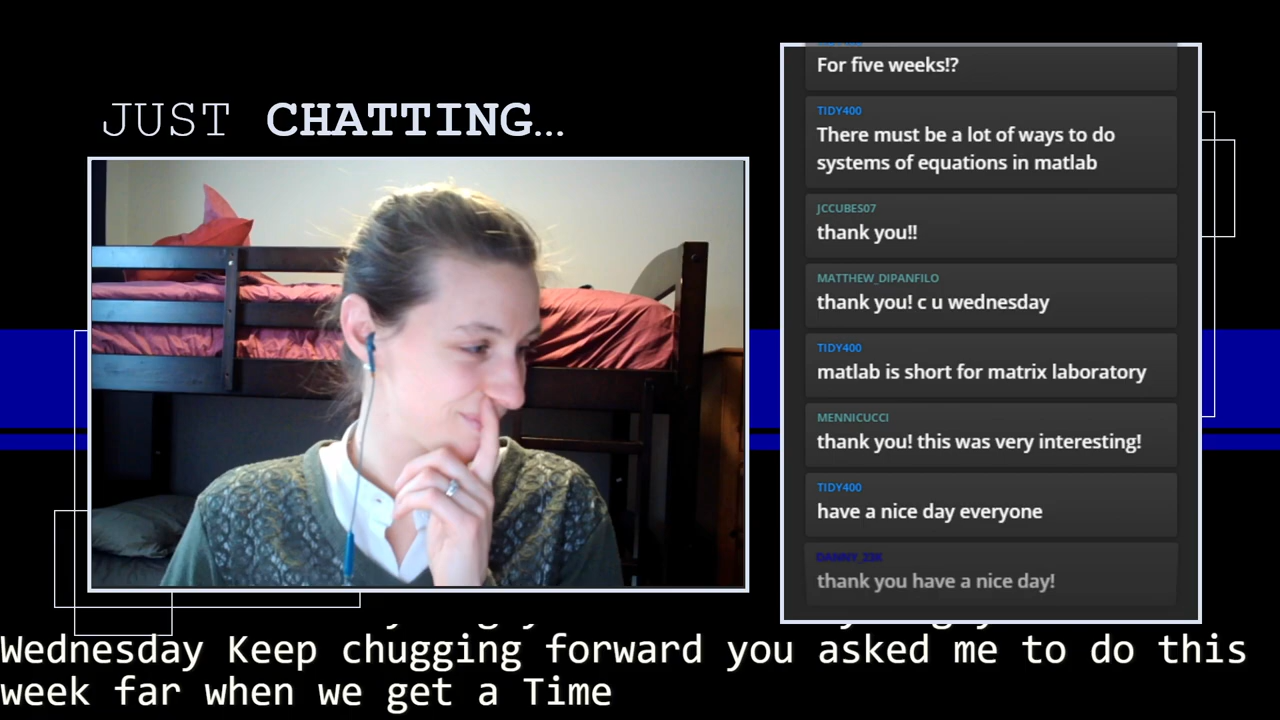 JUST CHATTING...
For five weeks!?
TIDY400
There must be a lot of ways to do
systems of equations in matlab
JCCUBES07
thank you!!
MATTHEW_DIPANFILO
thank you! c u wednesday
TIDY400
matlab is short for matrix laboratory
MENNICUCCI
thank you! this was very interesting!
TIDY400
have a nice day everyone
thank you have a nice day!
Wednesday Keep chugging forward you asked me to do this
week far when we get a Time